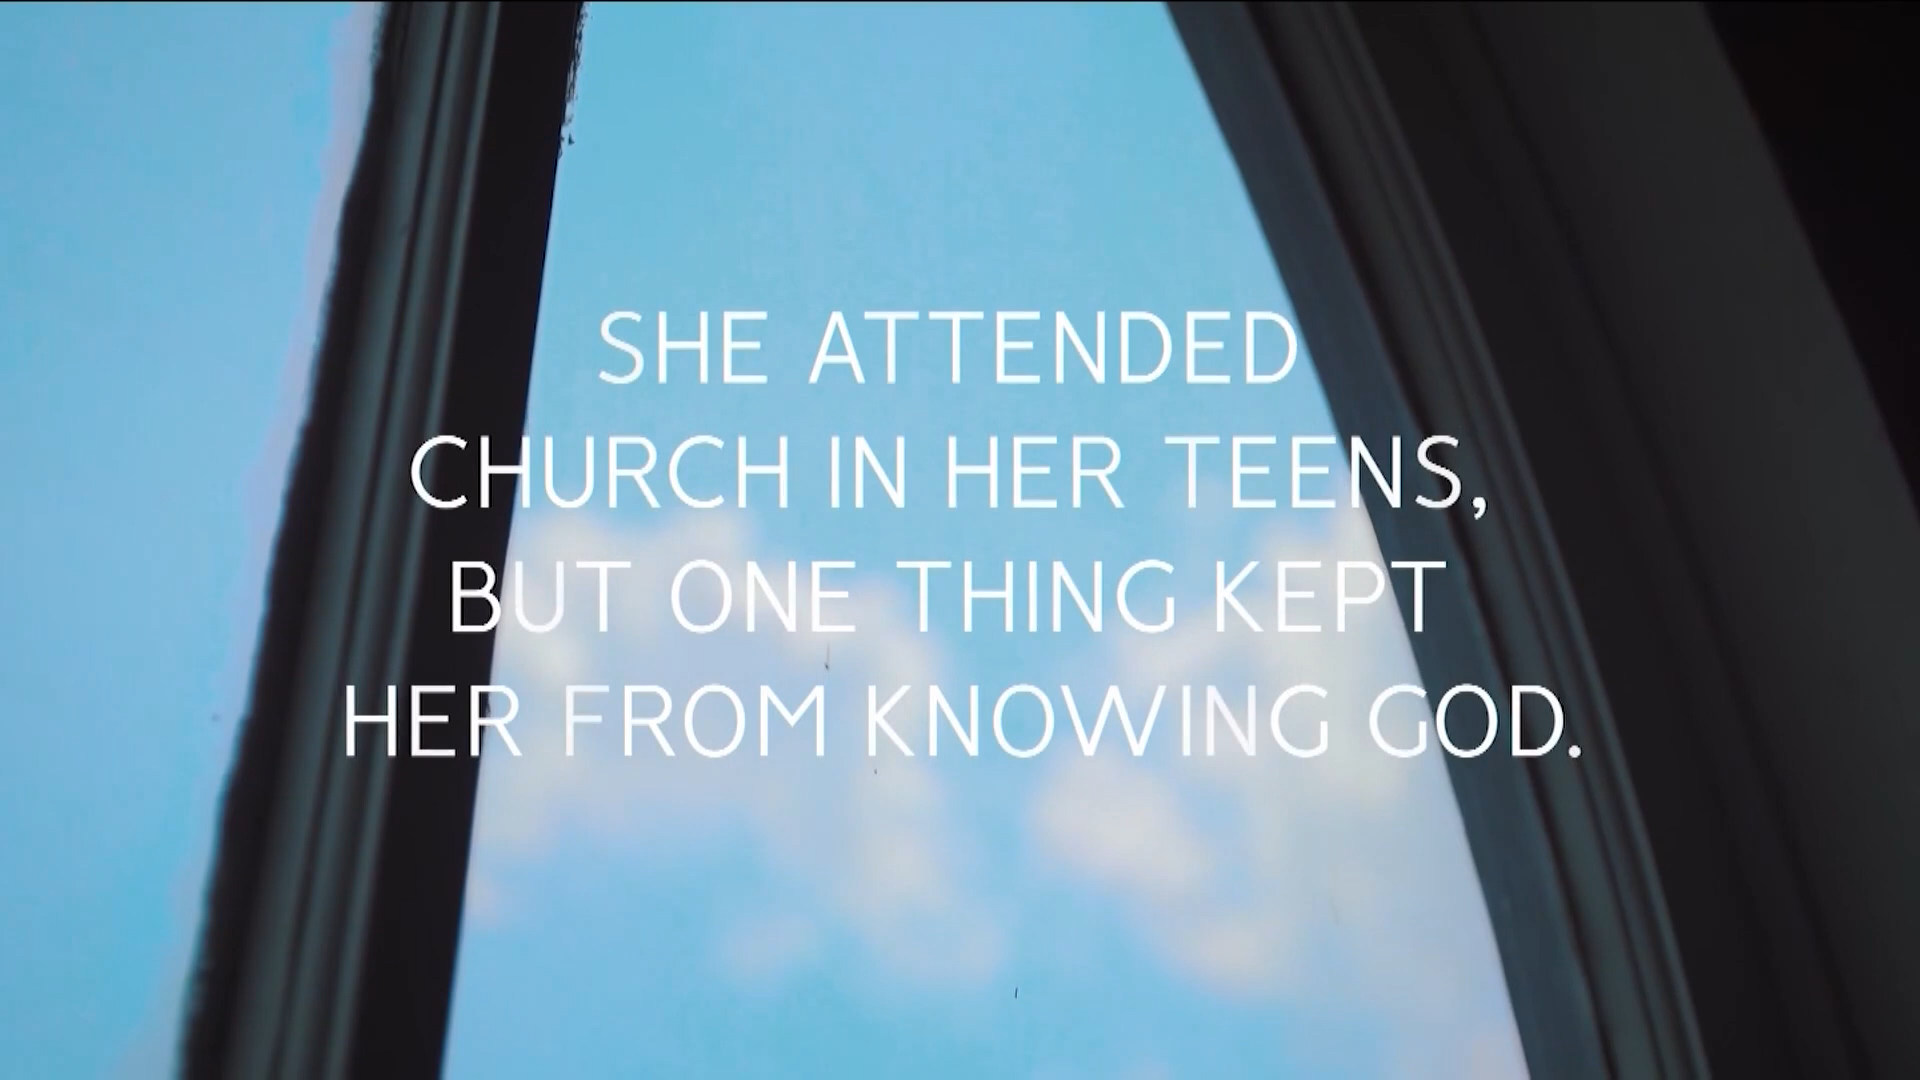 SHE ATTENDED
CHURCH IN HER TEENS,
BUT ONE THING KEPT
HER FROM KNOWING GOD.